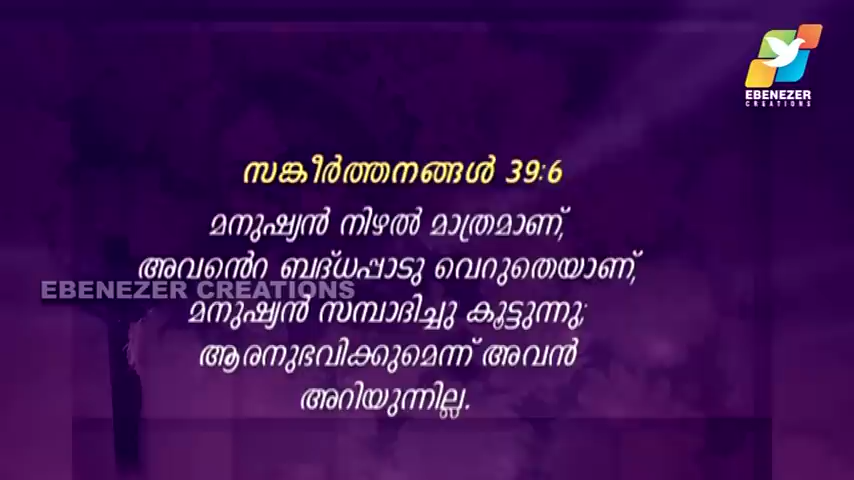 EBENEZER
CREATIONS
സങ്കീർത്തനങ്ങൾ 39:6
മനുഷ്യൻ നിഴൽ മാത്രമാണ്,
അവൻെറ ബദ്ധപ്പാടു വെറുതെയാണ്,
EBENEZER CREATIONS
മനുഷ്യൻ സമ്പാദിച്ചു കൂട്ടുന്നു;
ആരനുഭവിക്കുമെന്ന് അവൻ
അറിയുന്നില്ല.